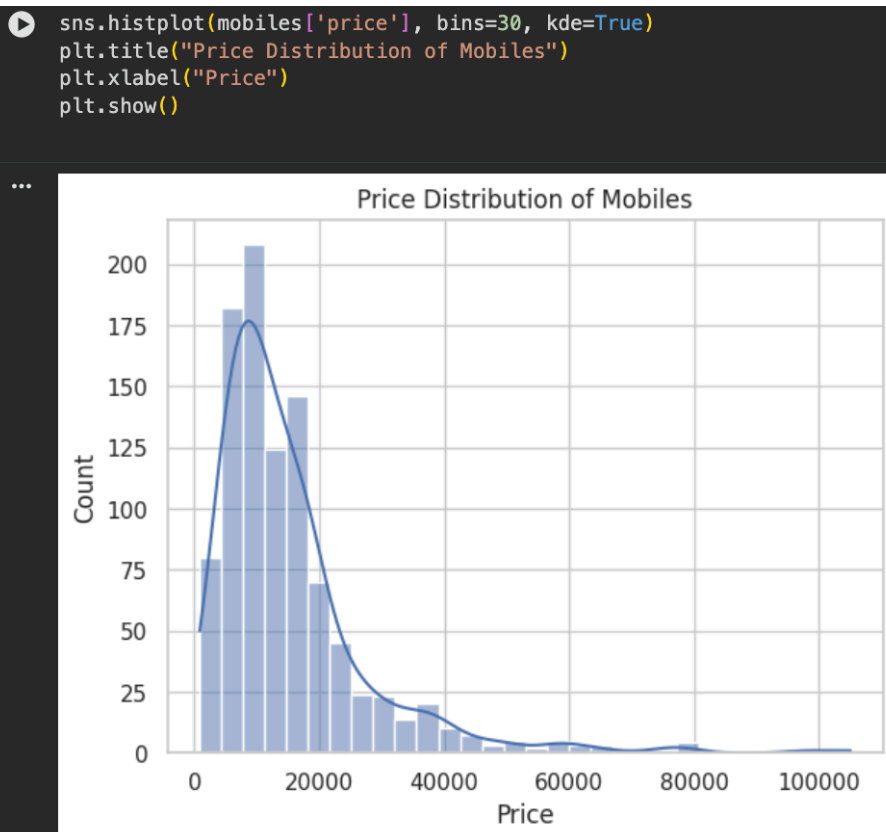 sns.histplot(mobiles['price'], bins=30, kde=True)
plt.title("Price Distribution of Mobiles")
plt.xlabel("Price")
plt.show()
...
Price Distribution of Mobiles
200
175
150
125
100
75
50
25
0
Count
0 20000 40000 60000 80000 100000
Price